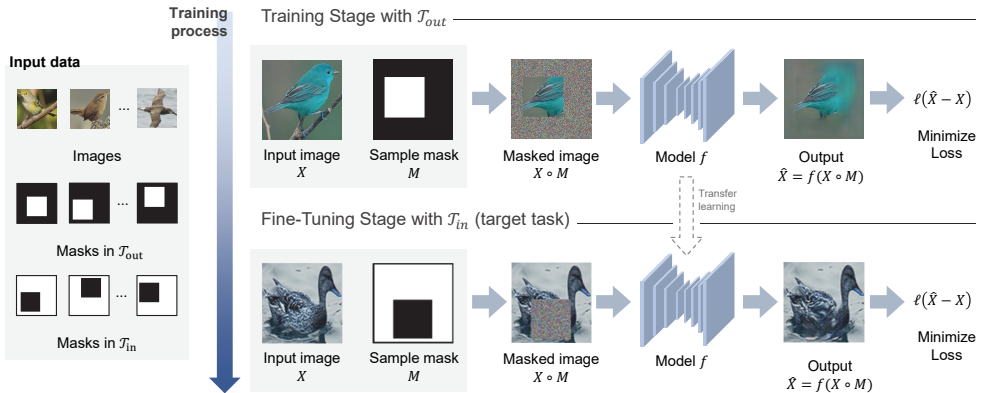 Training
process
Training Stage with 𝒯out
Input data
...
Images
...
Masks in 𝒯out
...
Masks in 𝒯in
Input image
X
Sample mask
M
Masked image
X ∘ M
Model f
Output
X̂ = f(X ∘ M)
ℓ(X̂ − X)
Minimize
Loss
Transfer
learning
Fine-Tuning Stage with 𝒯in (target task)
Input image
X
Sample mask
M
Masked image
X ∘ M
Model f
Output
X̂ = f(X ∘ M)
ℓ(X̂ − X)
Minimize
Loss